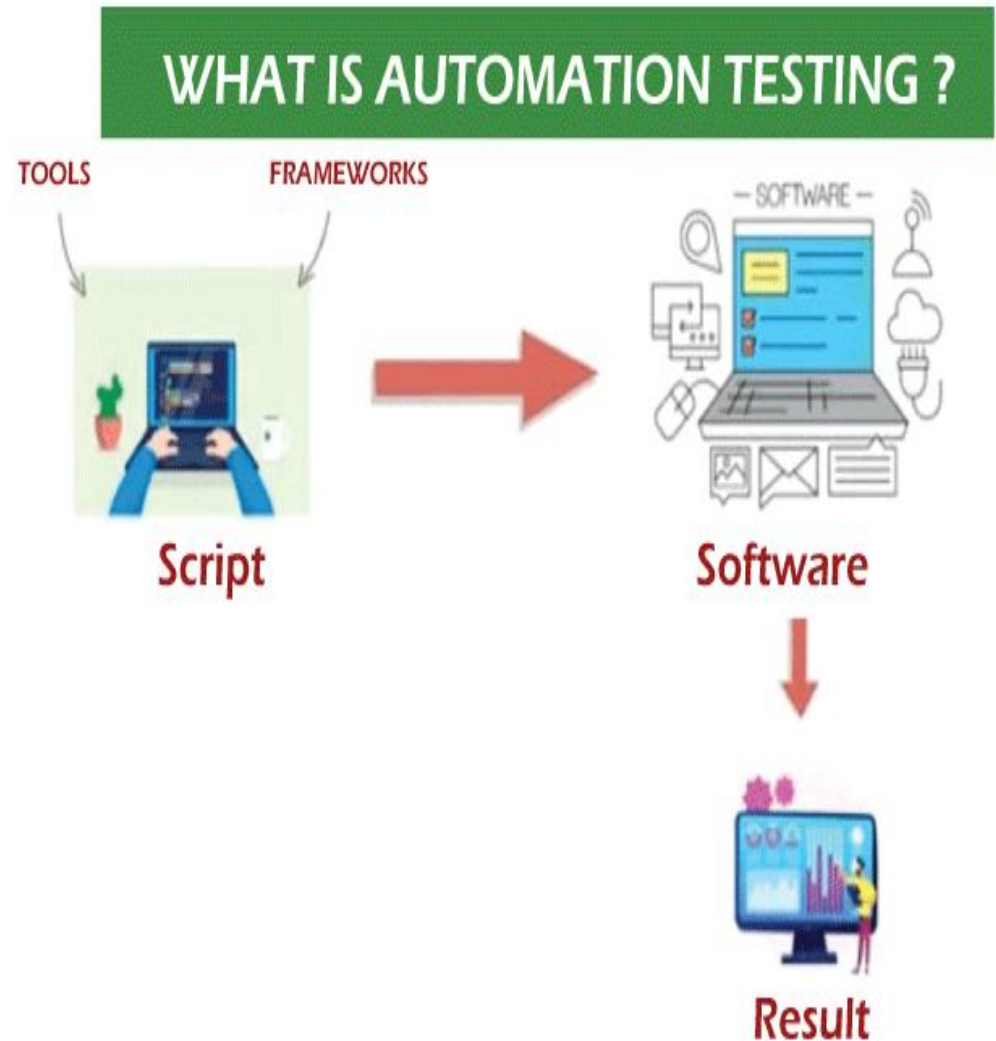 WHAT IS AUTOMATION TESTING ?
TOOLS
FRAMEWORKS
— SOFTWARE —
Script
Software
Result